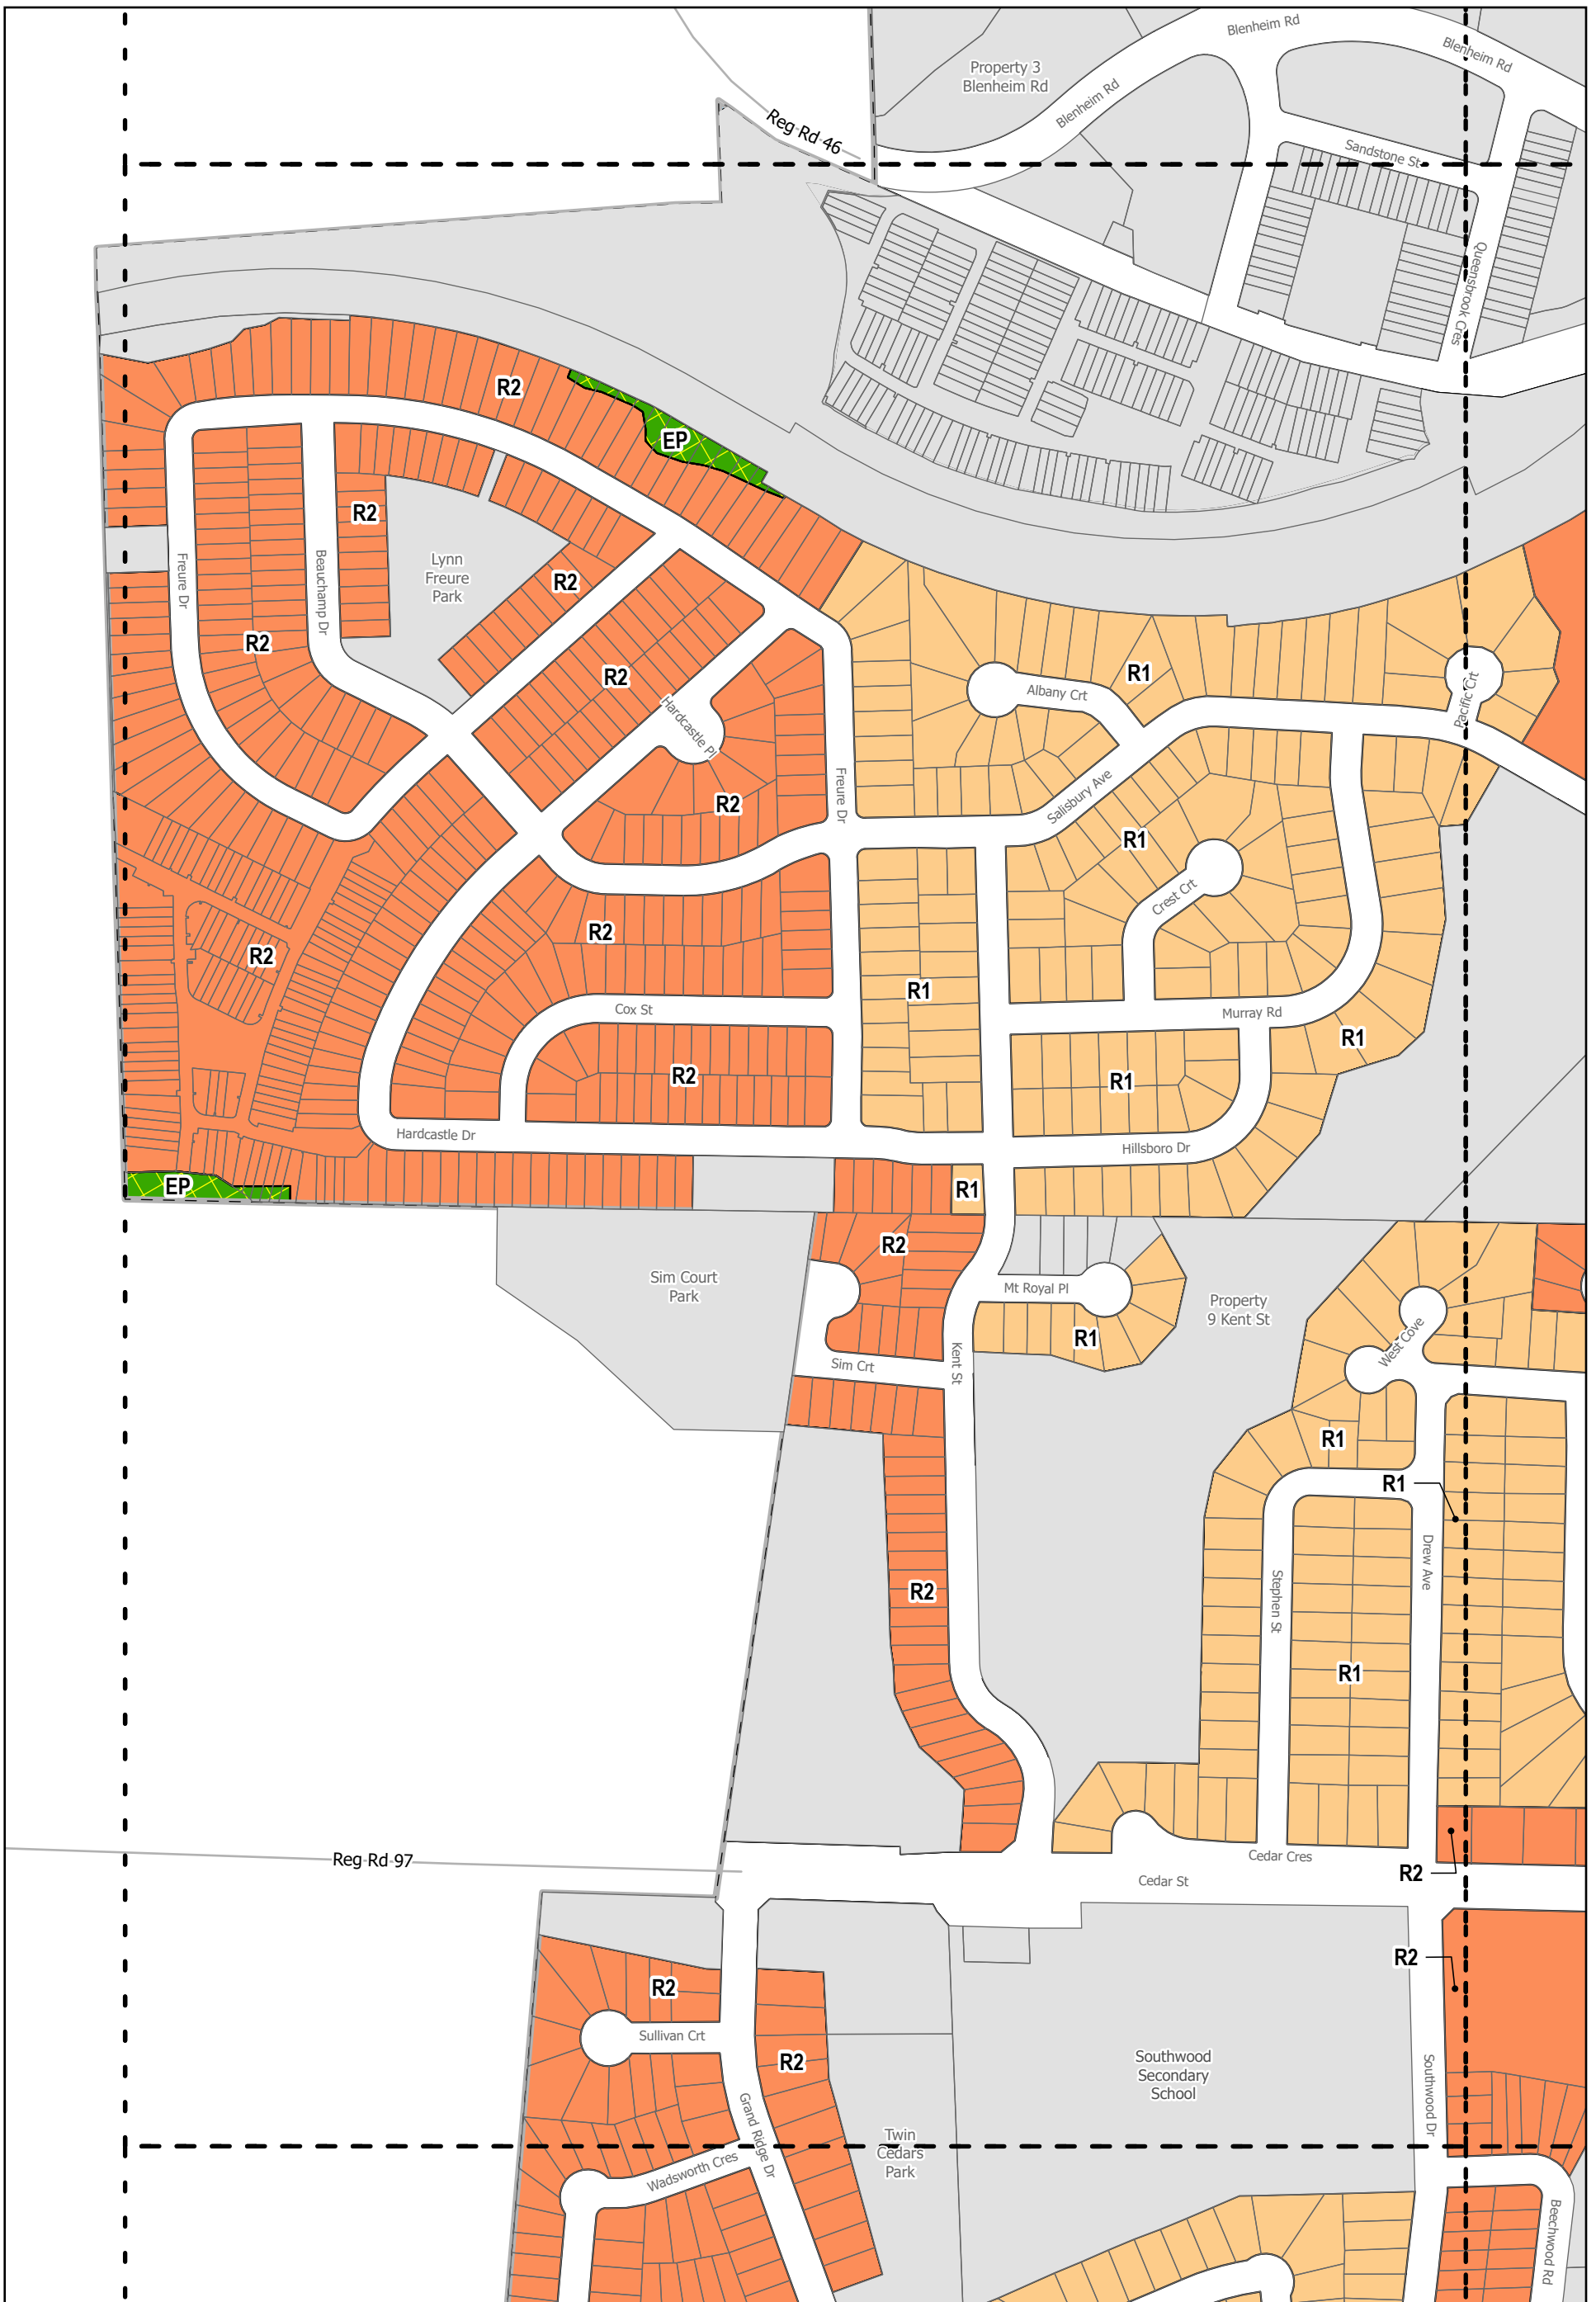 Blenheim Rd
Blenheim Rd
Property 3
Blenheim Rd
Blenheim Rd
Reg Rd 46
Sandstone St
Queensbrook Cres
R2
EP
R2
Lynn
Freure
Park
Freure Dr
Beauchamp Dr
R2
R2
R2
Hardcastle Pl
R2
Freure Dr
R1
Albany Crt
Pacific Crt
Salisbury Ave
R1
Crest Crt
R2
R2
R1
Cox St
Murray Rd
R1
R2
R1
Hardcastle Dr
Hillsboro Dr
EP
R1
R2
Sim Court
Park
Mt Royal Pl
R1
Property
9 Kent St
West Cove
Sim Crt
Kent St
R1
R1
R2
Stephen St
Drew Ave
R1
Reg Rd 97
Cedar Cres
Cedar St
R2
R2
R2
Sullivan Crt
R2
Southwood
Secondary
School
Southwood Dr
Grand Ridge Dr
Twin
Cedars
Park
Wadsworth Cres
Beechwood Rd